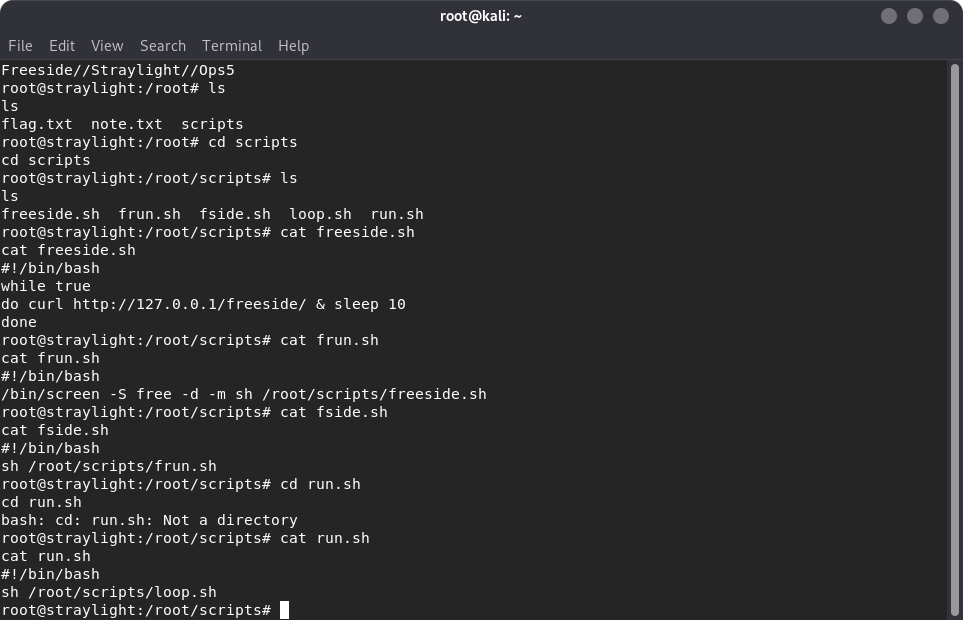 root@kali: ~
File Edit View Search Terminal Help
Freeside//Straylight//Ops5
root@straylight:/root# ls
ls
flag.txt  note.txt  scripts
root@straylight:/root# cd scripts
cd scripts
root@straylight:/root/scripts# ls
ls
freeside.sh  frun.sh  fside.sh  loop.sh  run.sh
root@straylight:/root/scripts# cat freeside.sh
cat freeside.sh
#!/bin/bash
while true
do curl http://127.0.0.1/freeside/ & sleep 10
done
root@straylight:/root/scripts# cat frun.sh
cat frun.sh
#!/bin/bash
/bin/screen -S free -d -m sh /root/scripts/freeside.sh
root@straylight:/root/scripts# cat fside.sh
cat fside.sh
#!/bin/bash
sh /root/scripts/frun.sh
root@straylight:/root/scripts# cd run.sh
cd run.sh
bash: cd: run.sh: Not a directory
root@straylight:/root/scripts# cat run.sh
cat run.sh
#!/bin/bash
sh /root/scripts/loop.sh
root@straylight:/root/scripts#